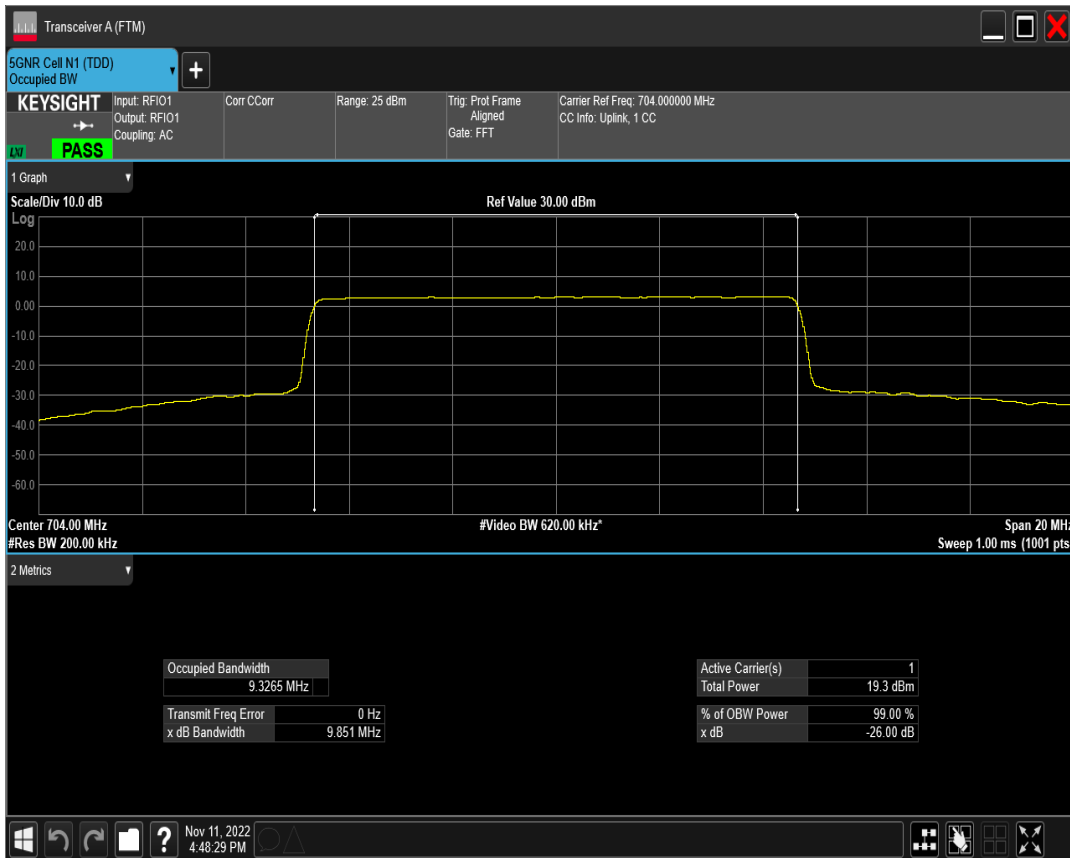 Transceiver A (FTM)
5GNR Cell N1 (TDD)
Occupied BW
+
KEYSIGHT
Input: RFIO1
Output: RFIO1
Coupling: AC
Corr CCorr
Range: 25 dBm
Trig: Prot Frame
Aligned
Gate: FFT
Carrier Ref Freq: 704.000000 MHz
CC Info: Uplink, 1 CC
LXI
PASS
1 Graph
Scale/Div 10.0 dB
Ref Value 30.00 dBm
Log
20.0
10.0
0.00
-10.0
-20.0
-30.0
-40.0
-50.0
-60.0
Center 704.00 MHz
#Video BW 620.00 kHz*
Span 20 MHz
#Res BW 200.00 kHz
Sweep 1.00 ms (1001 pts
2 Metrics
Occupied Bandwidth
9.3265 MHz
Transmit Freq Error 0 Hz
x dB Bandwidth 9.851 MHz
Active Carrier(s) 1
Total Power 19.3 dBm
% of OBW Power 99.00 %
x dB -26.00 dB
?
Nov 11, 2022
4:48:29 PM